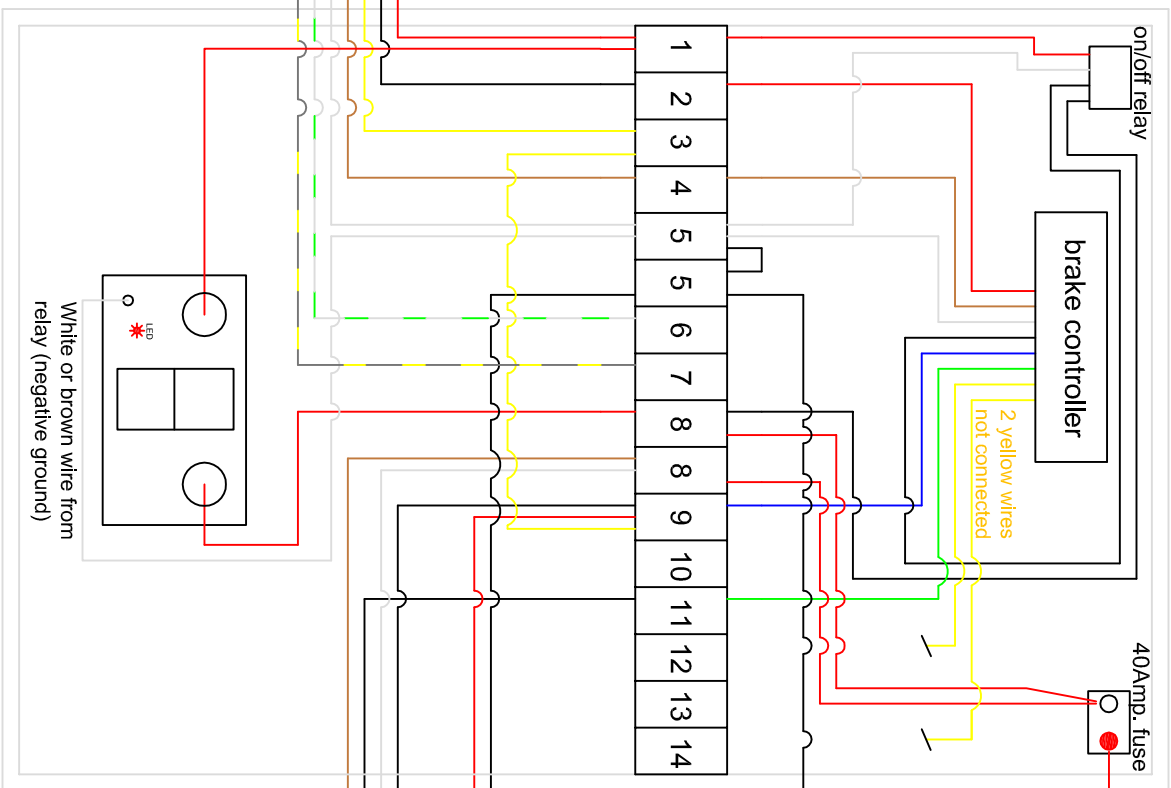 on/off relay
1
2
3
4
5
5
6
7
8
8
9
10
11
12
13
14
brake controller
2 yellow wires
not connected
40Amp. fuse
LED
White or brown wire from
relay (negative ground)